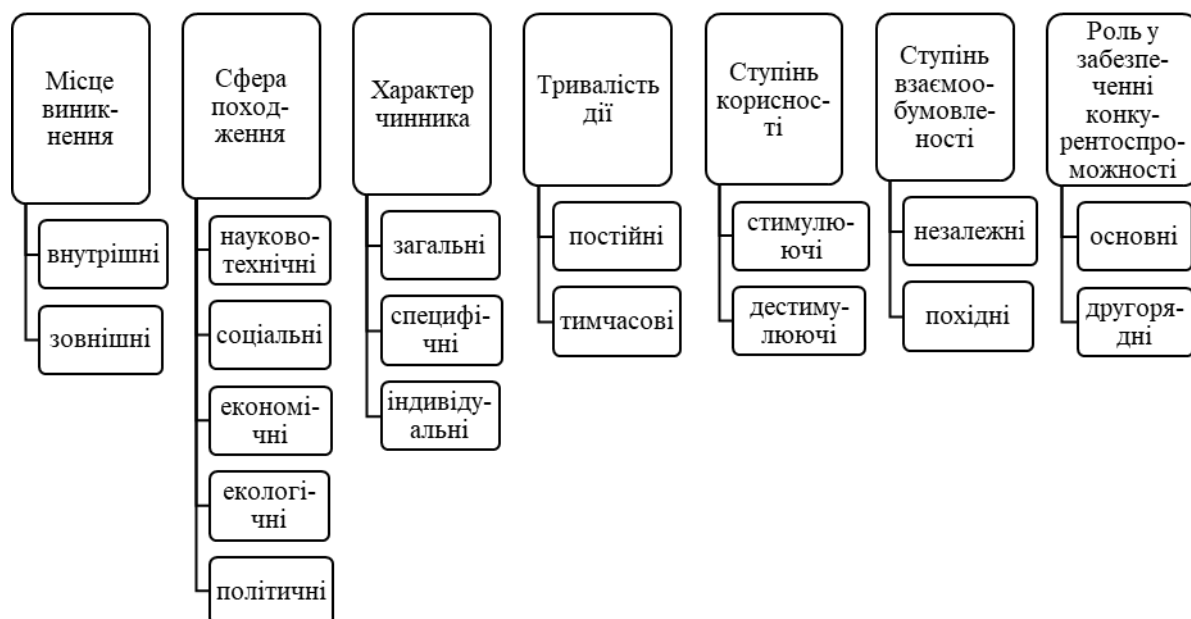 Місце
виник-
нення
внутрішні
зовнішні
Сфера
поход-
ження
науково-
технічні
соціальні
економі-
чні
екологі-
чні
політичні
Характер
чинника
загальні
специфі-
чні
індивіду-
альні
Тривалість
дії
постійні
тимчасові
Ступінь
кориснос-
ті
стимулю-
ючі
дестиму-
люючі
Ступінь
взаємоо-
бумовле-
ності
незалежні
похідні
Роль у
забезпе-
ченні
конку-
рентоспро-
можності
основні
другоря-
дні